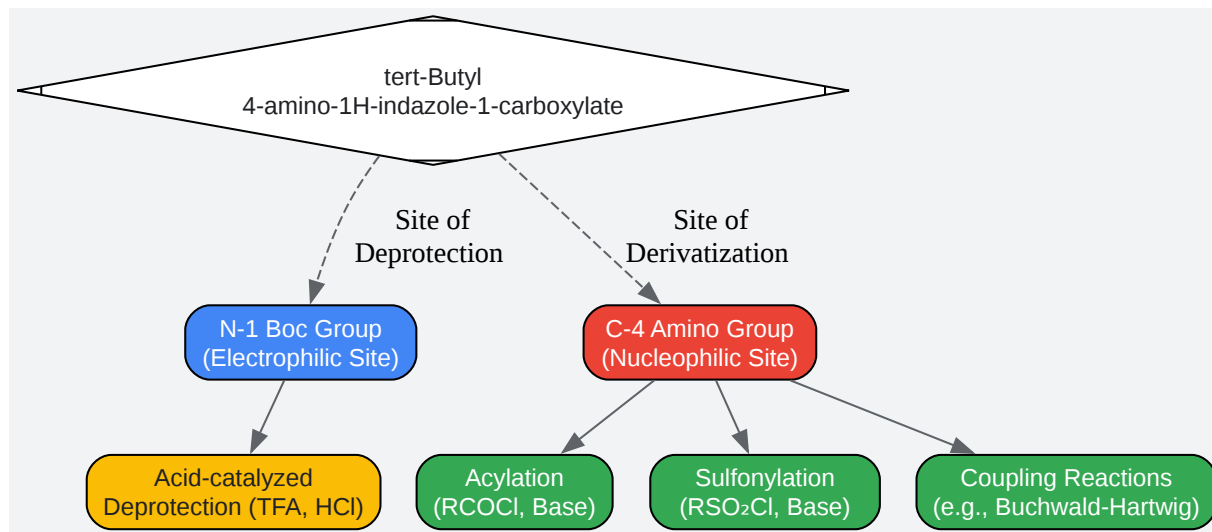 tert-Butyl
4-amino-1H-indazole-1-carboxylate
Site of
Deprotection
Site of
Derivatization
N-1 Boc Group
(Electrophilic Site)
C-4 Amino Group
(Nucleophilic Site)
Acid-catalyzed
Deprotection (TFA, HCl)
Acylation
(RCOCl, Base)
Sulfonylation
(RSO₂Cl, Base)
Coupling Reactions
(e.g., Buchwald-Hartwig)